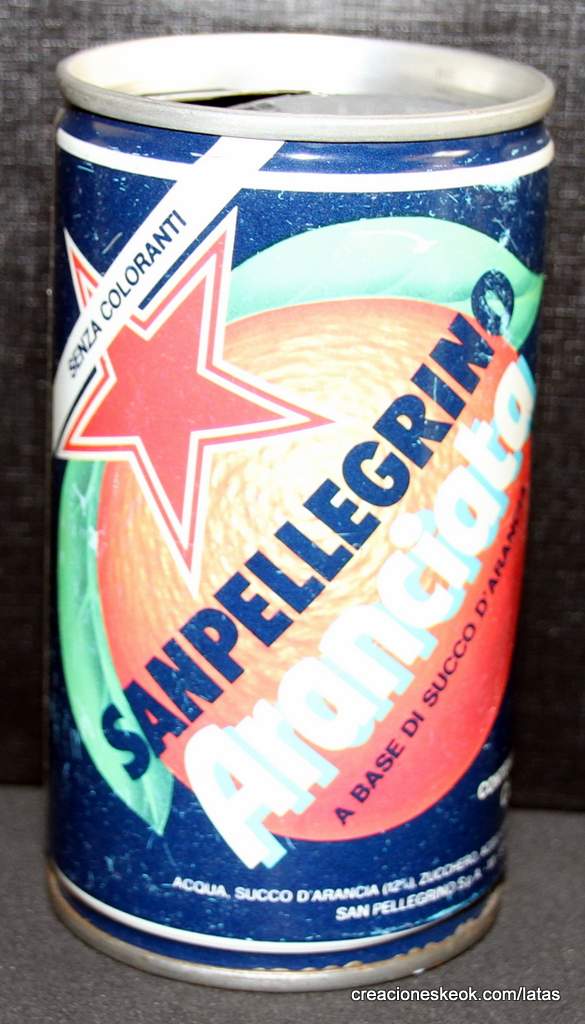 SENZA COLORANTI
SANPELLEGRINO
Aranciata
A BASE DI SUCCO D'ARANCIA
ACQUA, SUCCO D'ARANCIA (12%), ZUCCHERO,
SAN PELLEGRINO S.p.A.
creacioneskeok.com/latas